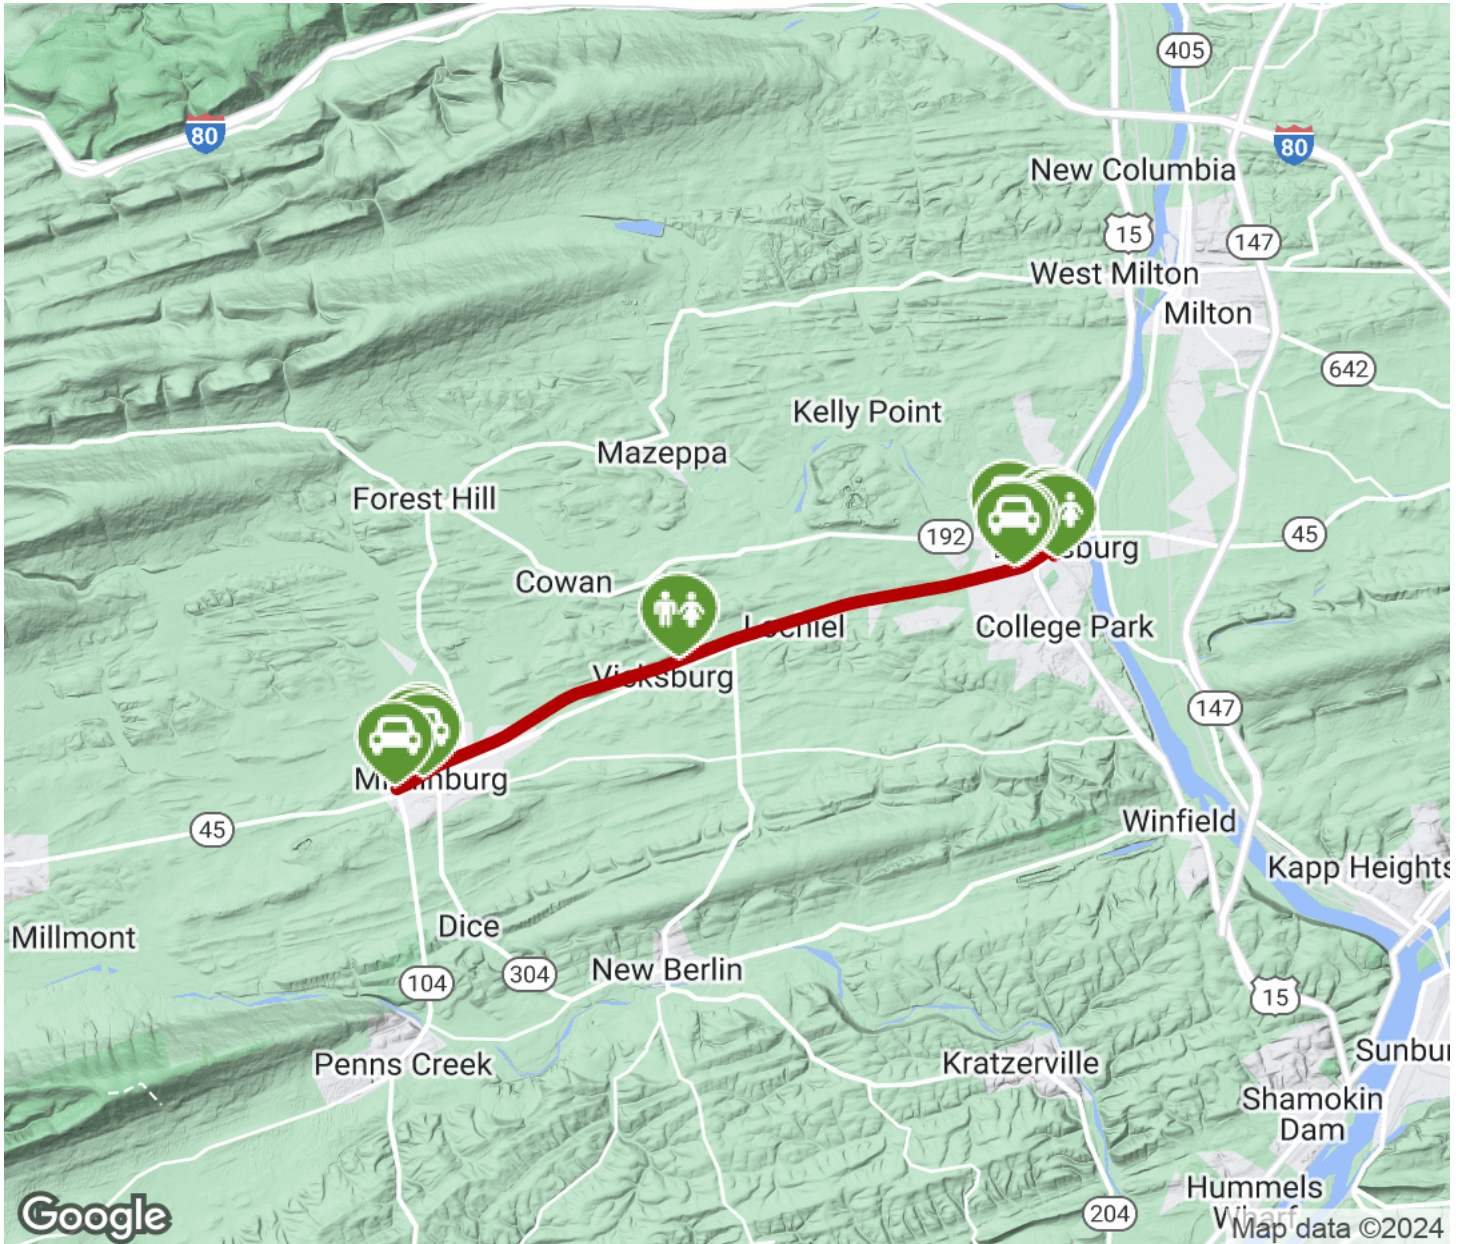 405
80
80
New Columbia
15
147
West Milton
Milton
642
Kelly Point
Mazeppa
Forest Hill
192
45
Cowan
College Park
Vicksburg
147
45
Winfield
Kapp Heights
Dice
Millmont
New Berlin
304
104
15
Penns Creek
Kratzerville
Shamokin
Dam
Hummels
204
Google
Map data ©2024